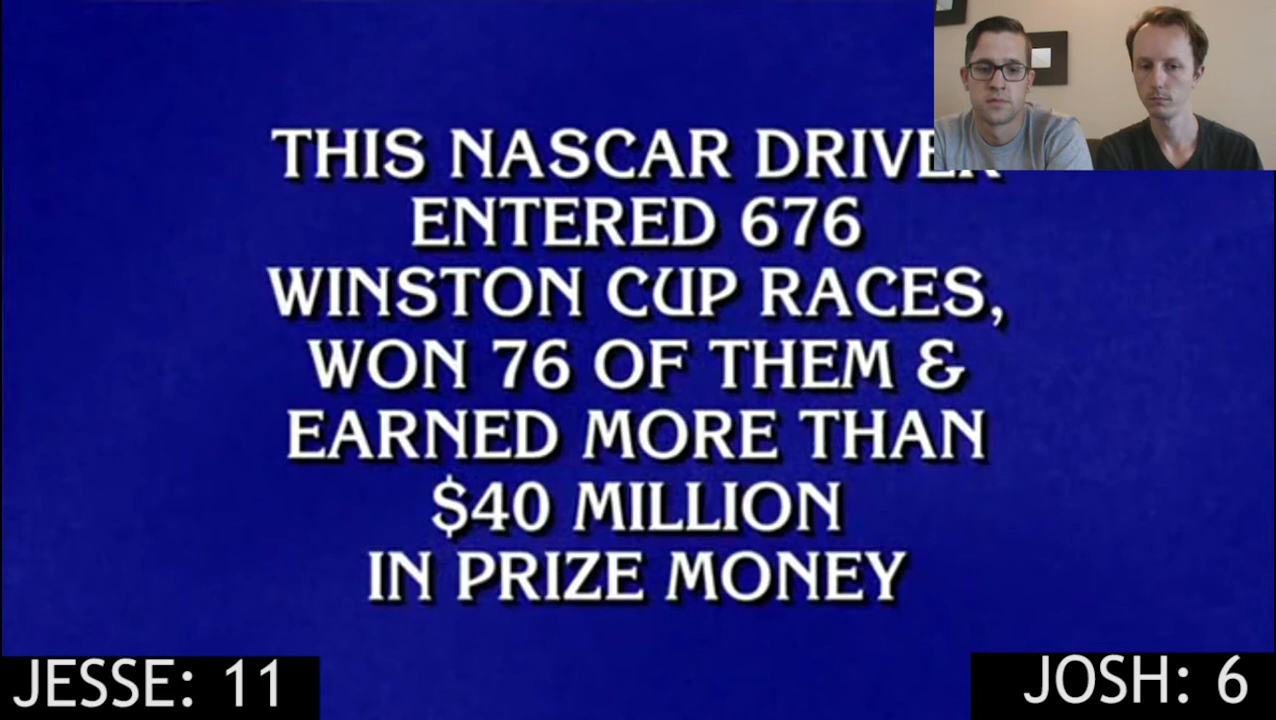 THIS NASCAR DRIVER
ENTERED 676
WINSTON CUP RACES,
WON 76 OF THEM &
EARNED MORE THAN
$40 MILLION
IN PRIZE MONEY
JESSE: 11
JOSH: 6